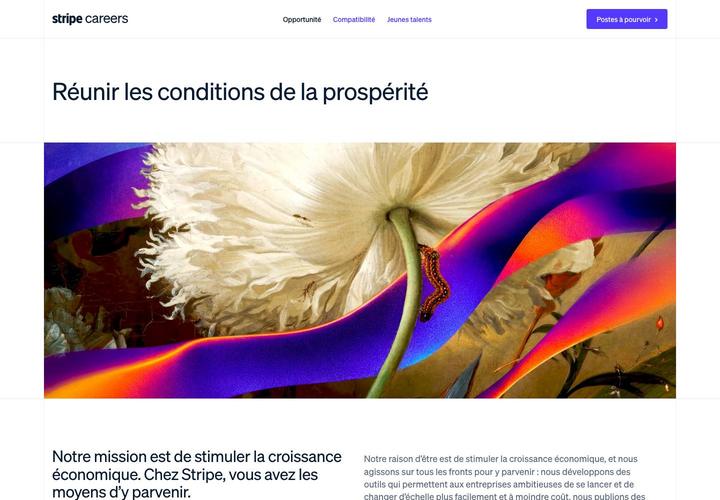 stripe careers
Opportunité
Compatibilité
Jeunes talents
Postes à pourvoir
Réunir les conditions de la prospérité
Notre mission est de stimuler la croissance
économique. Chez Stripe, vous avez les
moyens d’y parvenir.
Notre raison d’être est de stimuler la croissance économique, et nous
agissons sur tous les fronts pour y parvenir : nous développons des
outils qui permettent aux entreprises ambitieuses de se lancer et de
changer d’échelle plus facilement et à moindre coût, nous publions des